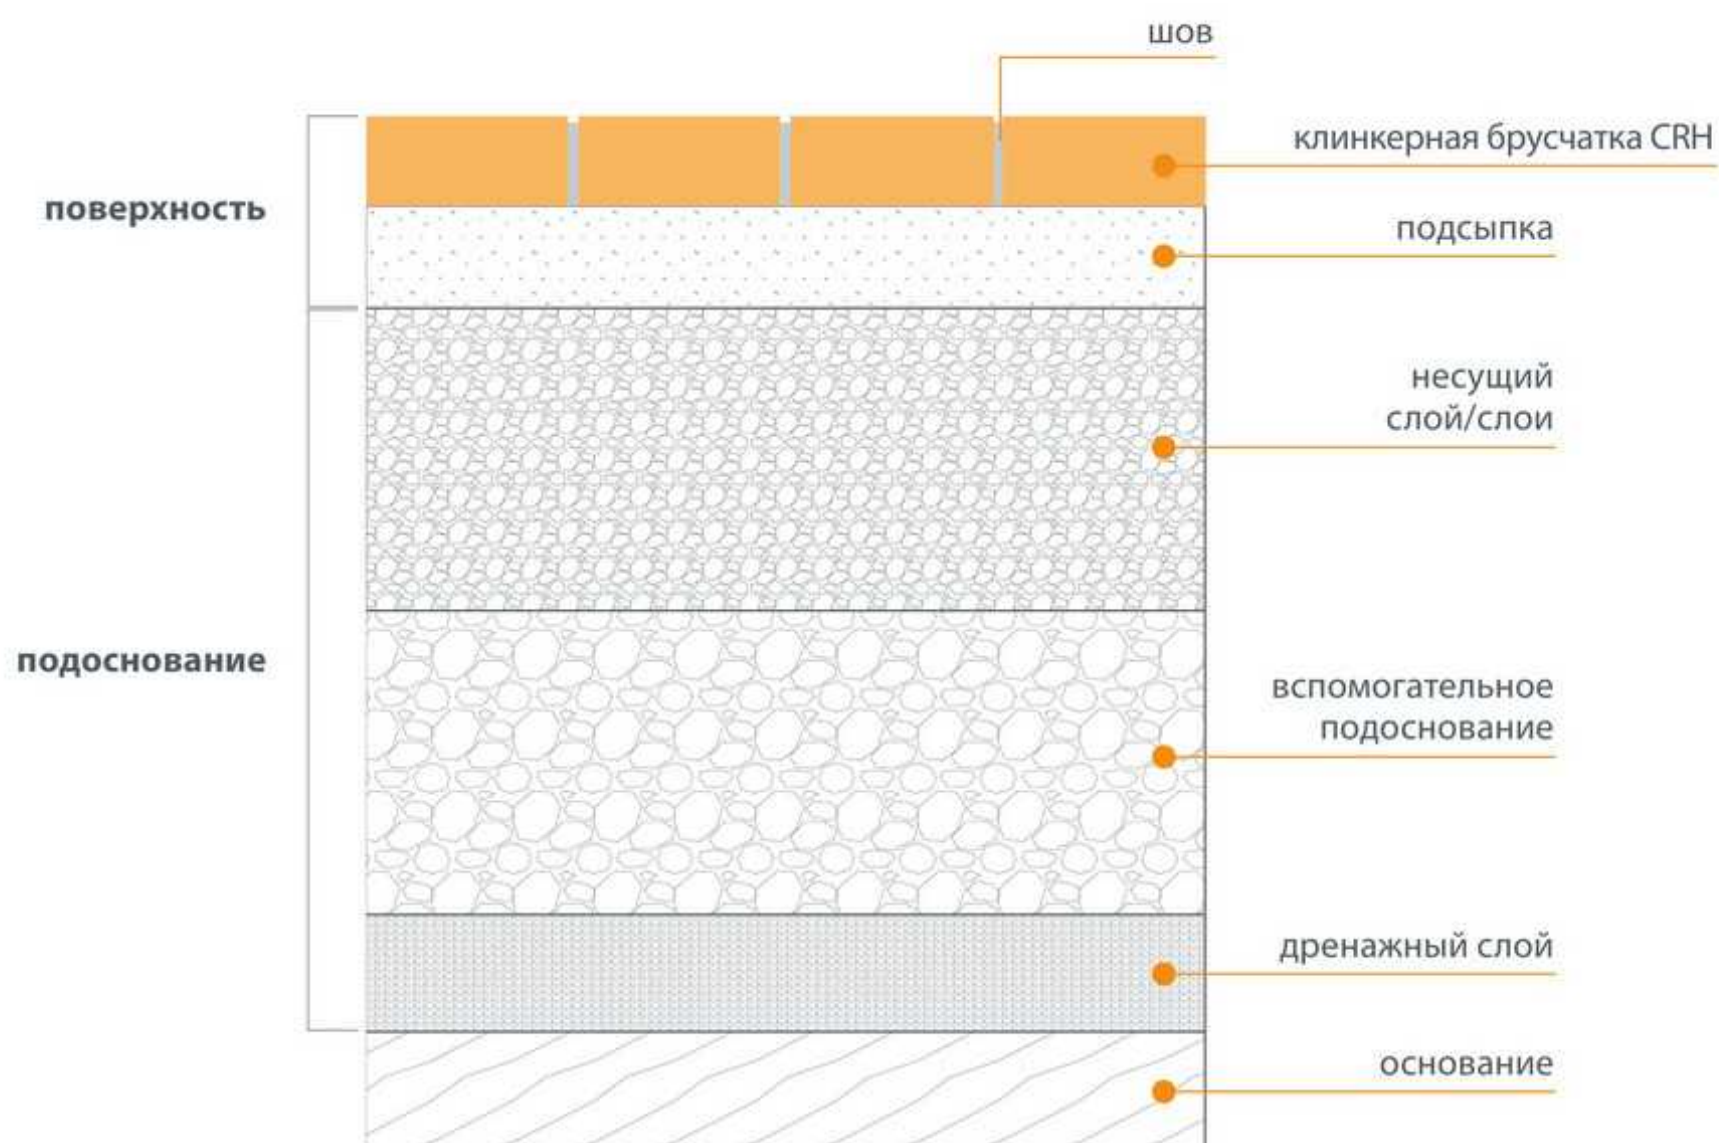 шов
клинкерная брусчатка CRH
поверхность
подсыпка
несущий
слой/слои
подоснование
вспомогательное
подоснование
дренажный слой
основание